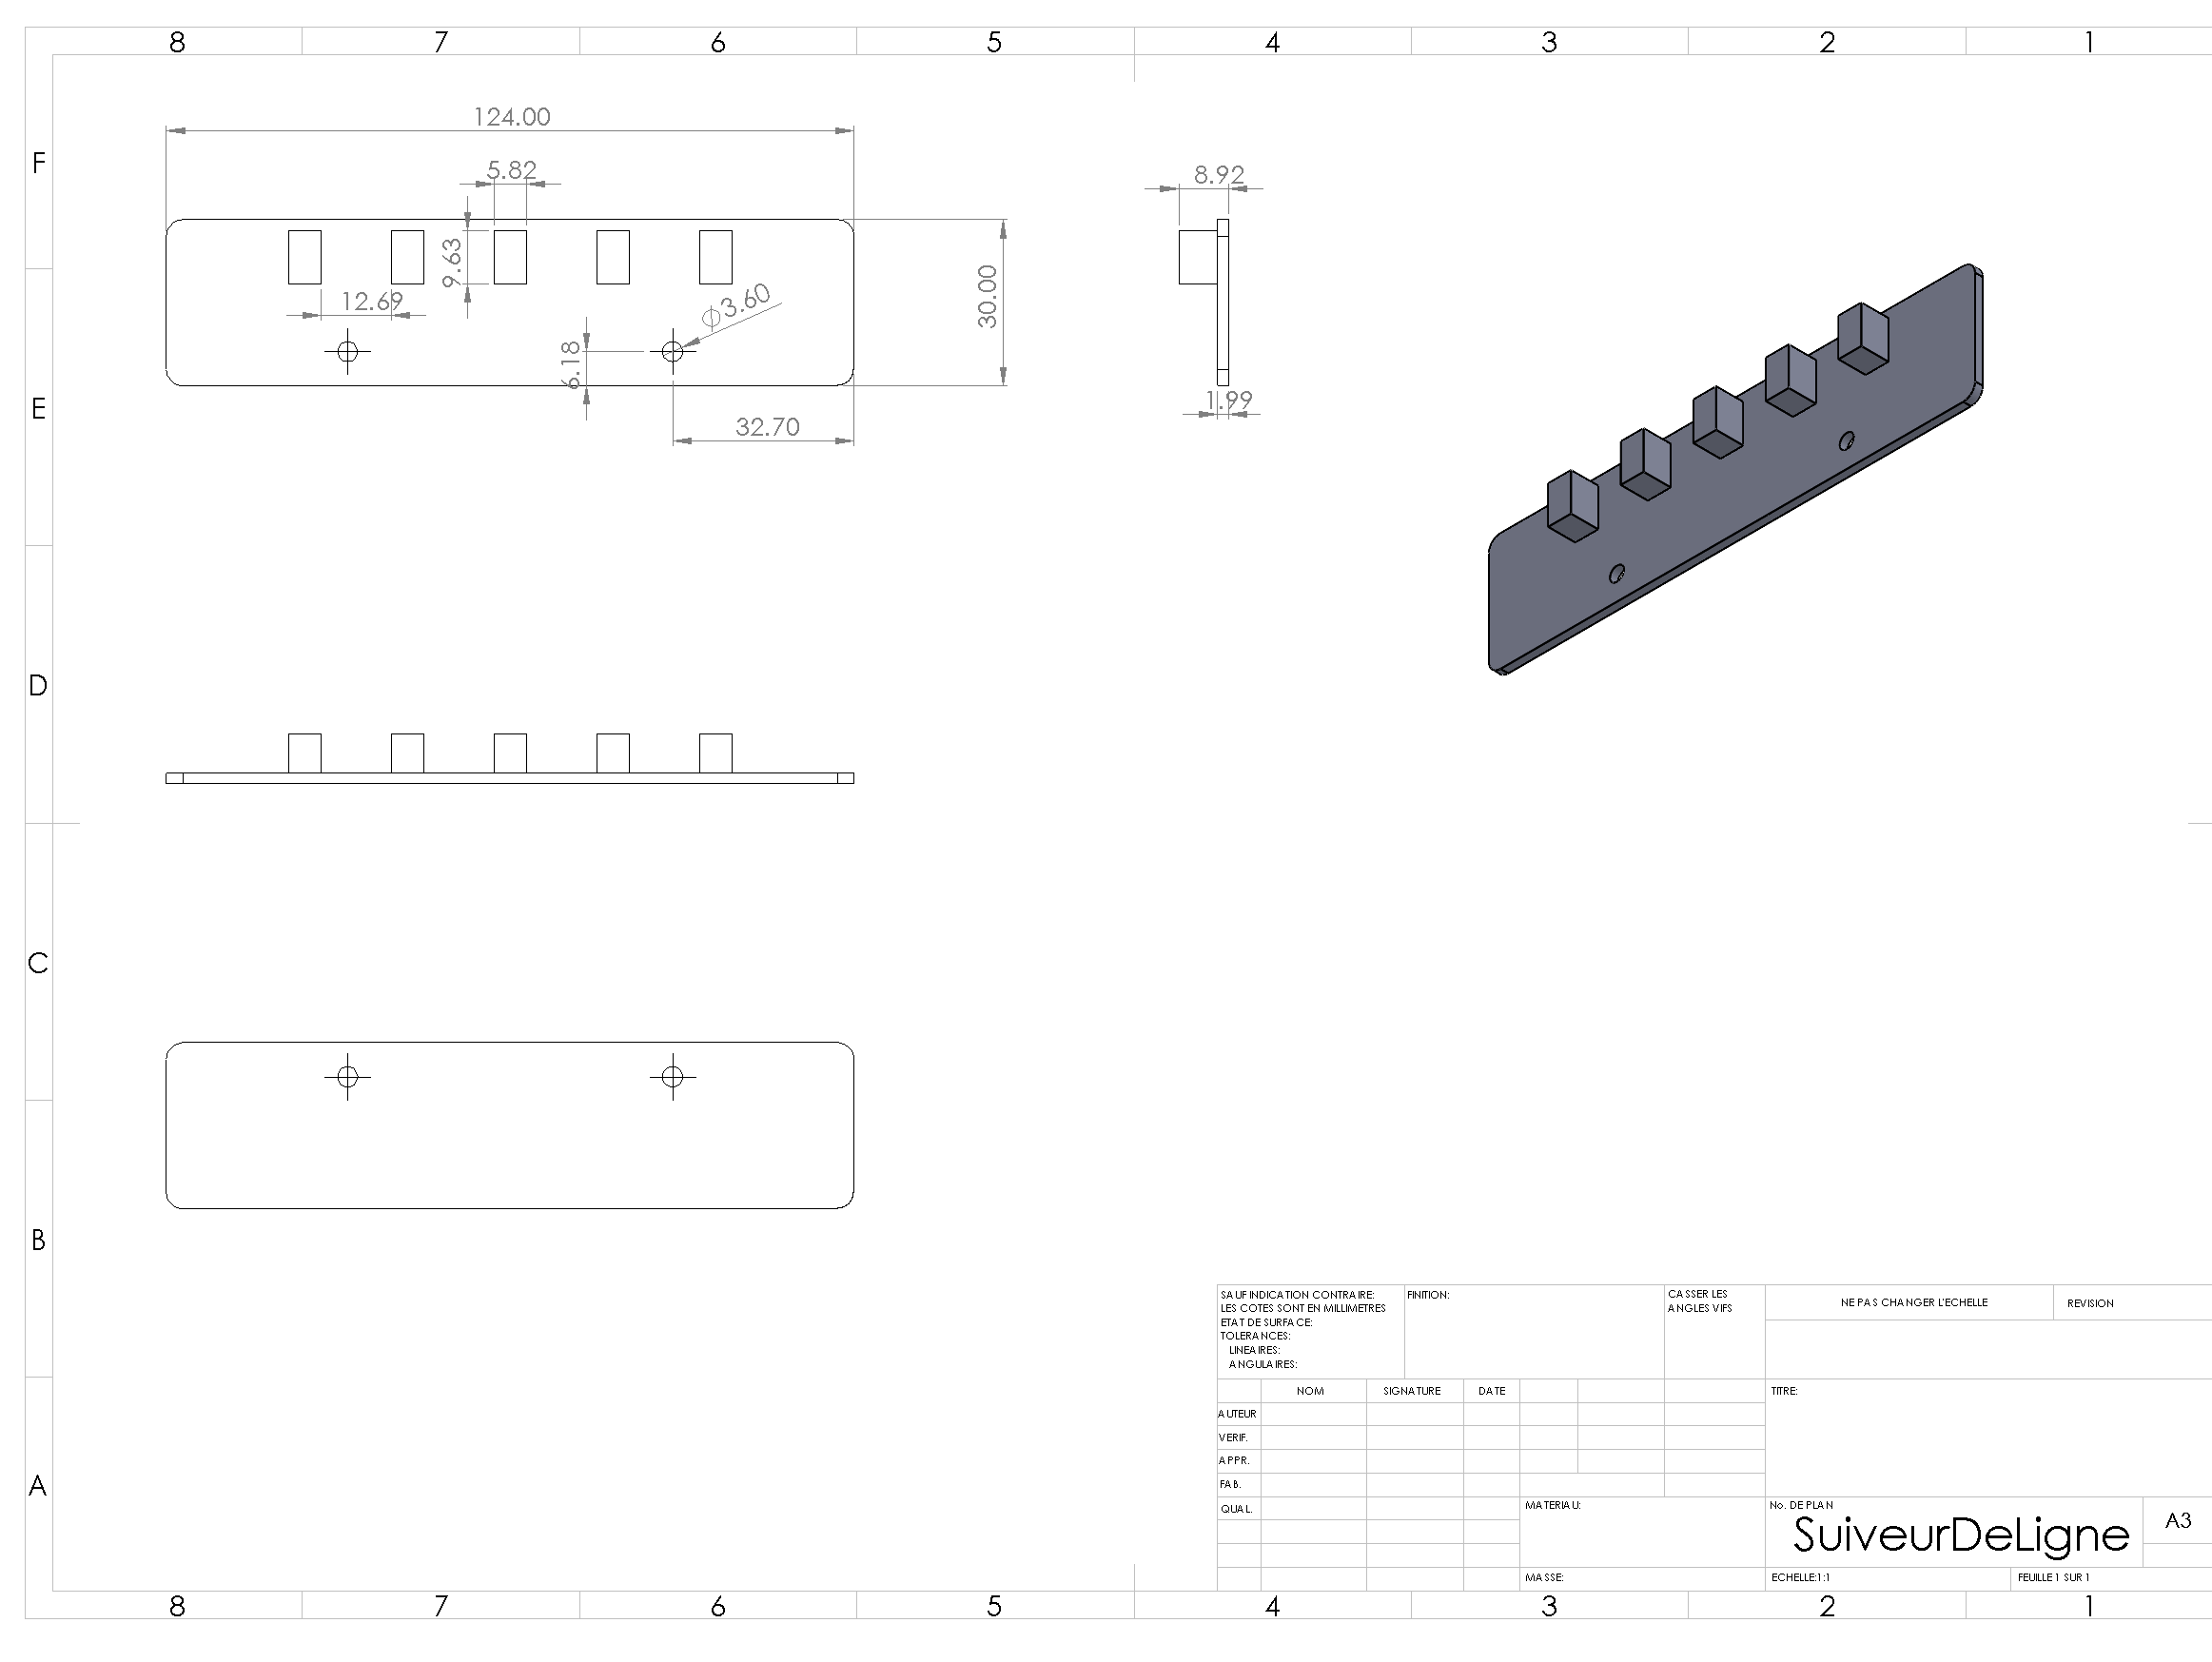 8 7 6 5 4 3 2 1
F
E
D
C
B
A
124.00
5.82
9.63
12.69
Ø3.60
6.18
32.70
30.00
8.92
1.99
SAUF INDICATION CONTRAIRE:
LES COTES SONT EN MILLIMETRES
ETAT DE SURFACE:
TOLERANCES:
LINEAIRES:
ANGULAIRES:
FINITION:
CASSER LES
ANGLES VIFS
NE PAS CHANGER L'ECHELLE
REVISION
NOM SIGNATURE DATE
TITRE:
AUTEUR
VERIF.
APPR.
FAB.
QUAL.
MATERIAU:
No. DE PLAN
SuiveurDeLigne
A3
MASSE:
ECHELLE:1:1
FEUILLE 1 SUR 1
8 7 6 5 4 3 2 1